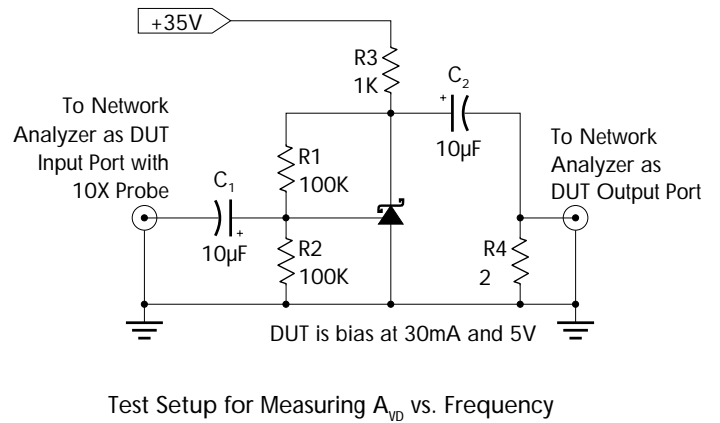 +35V
R3
1K
C2
+
10µF
To Network
Analyzer as DUT
Input Port with
10X Probe
To Network
Analyzer as
DUT Output Port
R1
100K
C1
+
10µF
R2
100K
R4
2
DUT is bias at 30mA and 5V
Test Setup for Measuring AVD vs. Frequency